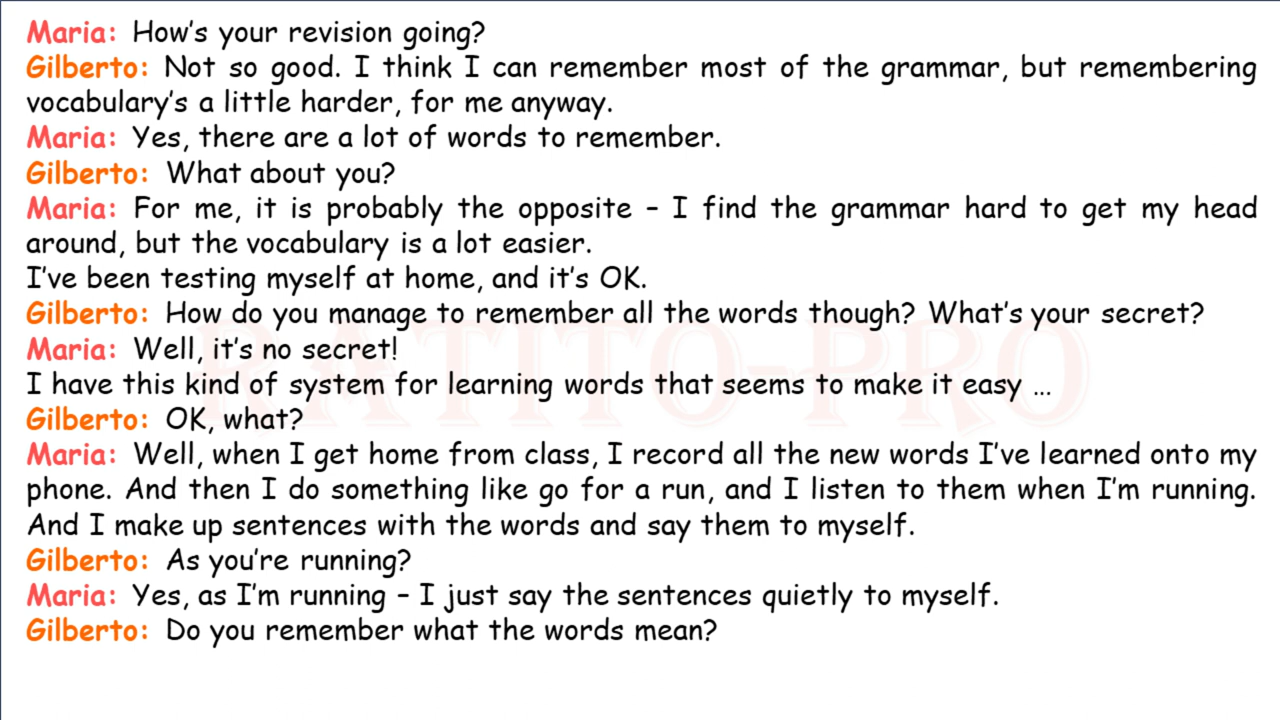 Maria: How's your revision going?
Gilberto: Not so good. I think I can remember most of the grammar, but remembering
vocabulary's a little harder, for me anyway.
Maria: Yes, there are a lot of words to remember.
Gilberto: What about you?
Maria: For me, it is probably the opposite – I find the grammar hard to get my head
around, but the vocabulary is a lot easier.
I've been testing myself at home, and it's OK.
Gilberto: How do you manage to remember all the words though? What's your secret?
Maria: Well, it's no secret!
I have this kind of system for learning words that seems to make it easy ...
Gilberto: OK, what?
Maria: Well, when I get home from class, I record all the new words I've learned onto my
phone. And then I do something like go for a run, and I listen to them when I'm running.
And I make up sentences with the words and say them to myself.
Gilberto: As you're running?
Maria: Yes, as I'm running – I just say the sentences quietly to myself.
Gilberto: Do you remember what the words mean?
RATITO-PRO